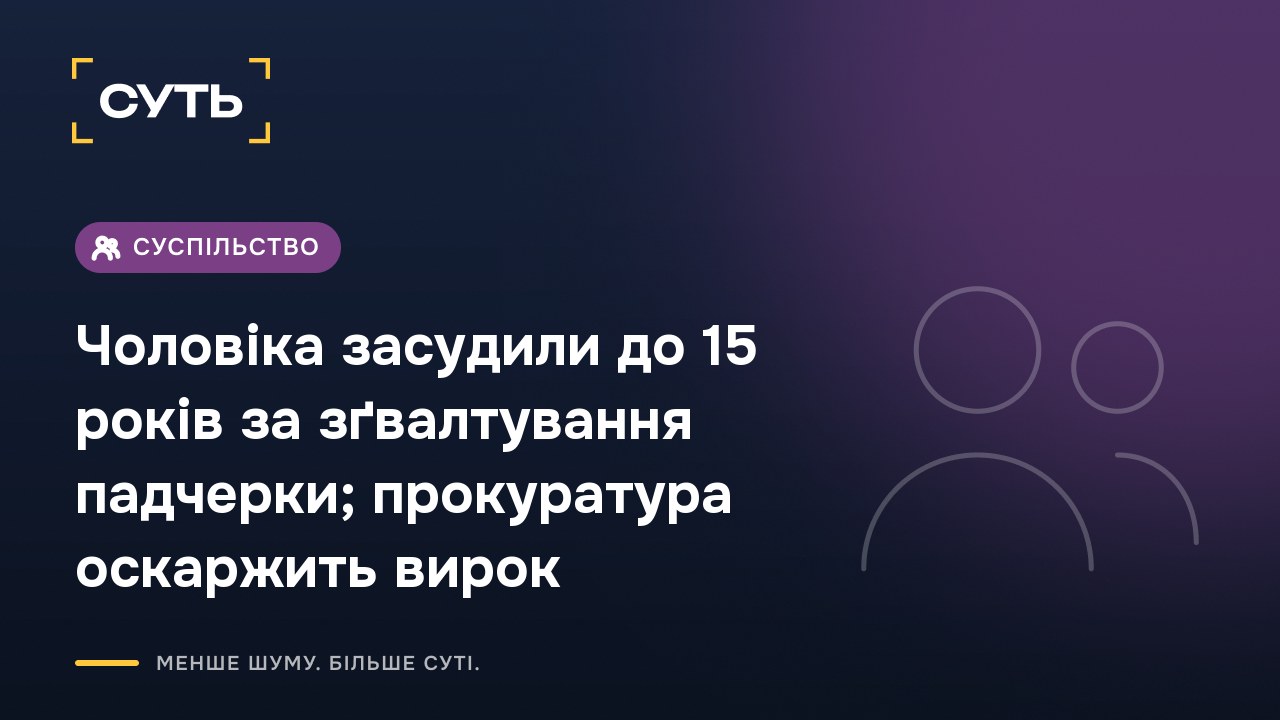 СУТЬ
СУСПІЛЬСТВО
Чоловіка засудили до 15
років за зґвалтування
падчерки; прокуратура
оскаржить вирок
МЕНШЕ ШУМУ. БІЛЬШЕ СУТІ.